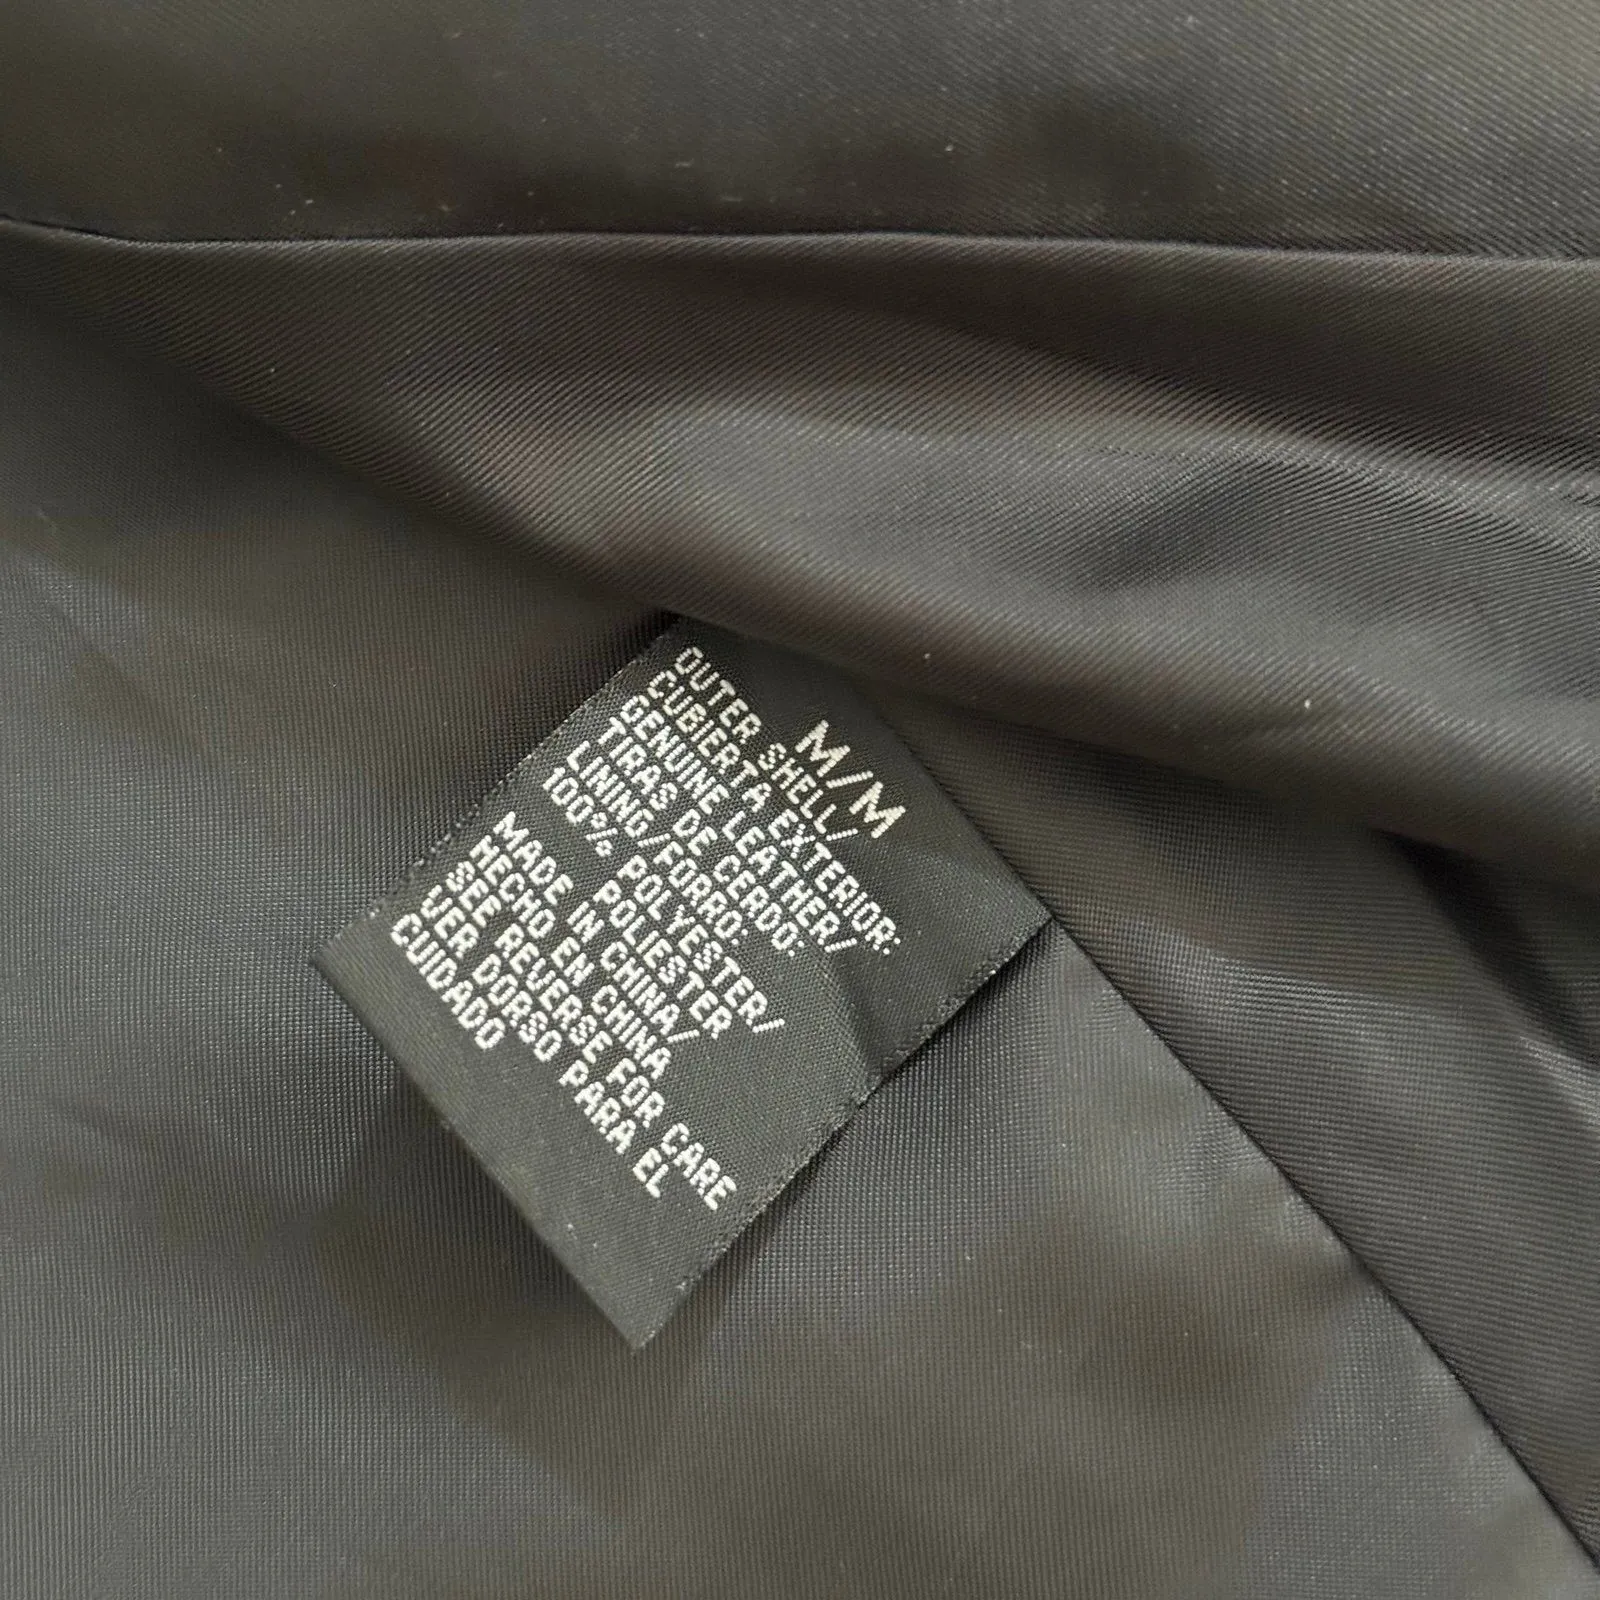 M/M
OUTER SHELL/
CUBIERTA EXTERIOR:
GENUINE LEATHER/
TIRAS DE CERDO:
LINING/FORRO:
100% POLYESTER/
POLIESTER
MADE IN CHINA/
HECHO EN CHINA
SEE REVERSE FOR CARE
VER DORSO PARA EL
CUIDADO